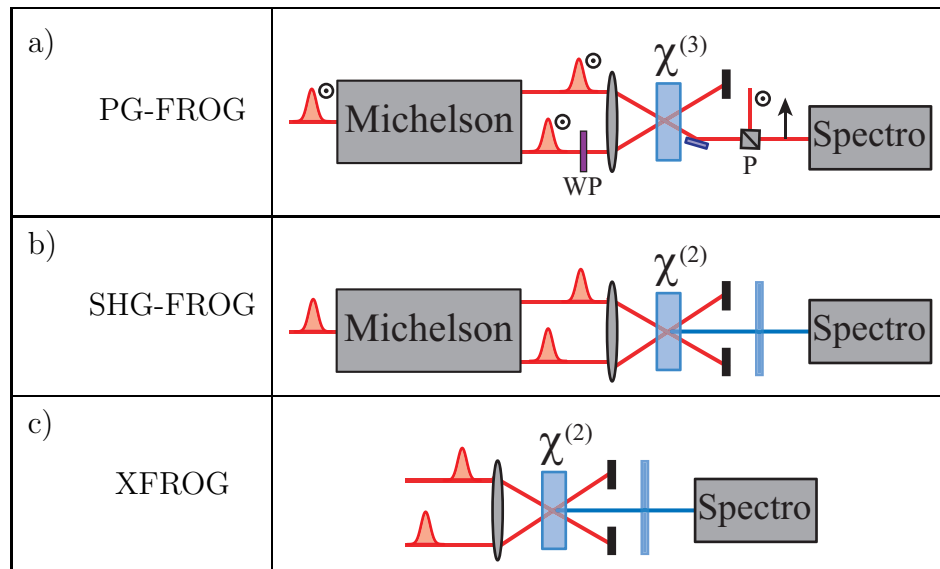 a)
PG-FROG
Michelson
WP
χ(3)
P
Spectro
b)
SHG-FROG
Michelson
χ(2)
Spectro
c)
XFROG
χ(2)
Spectro